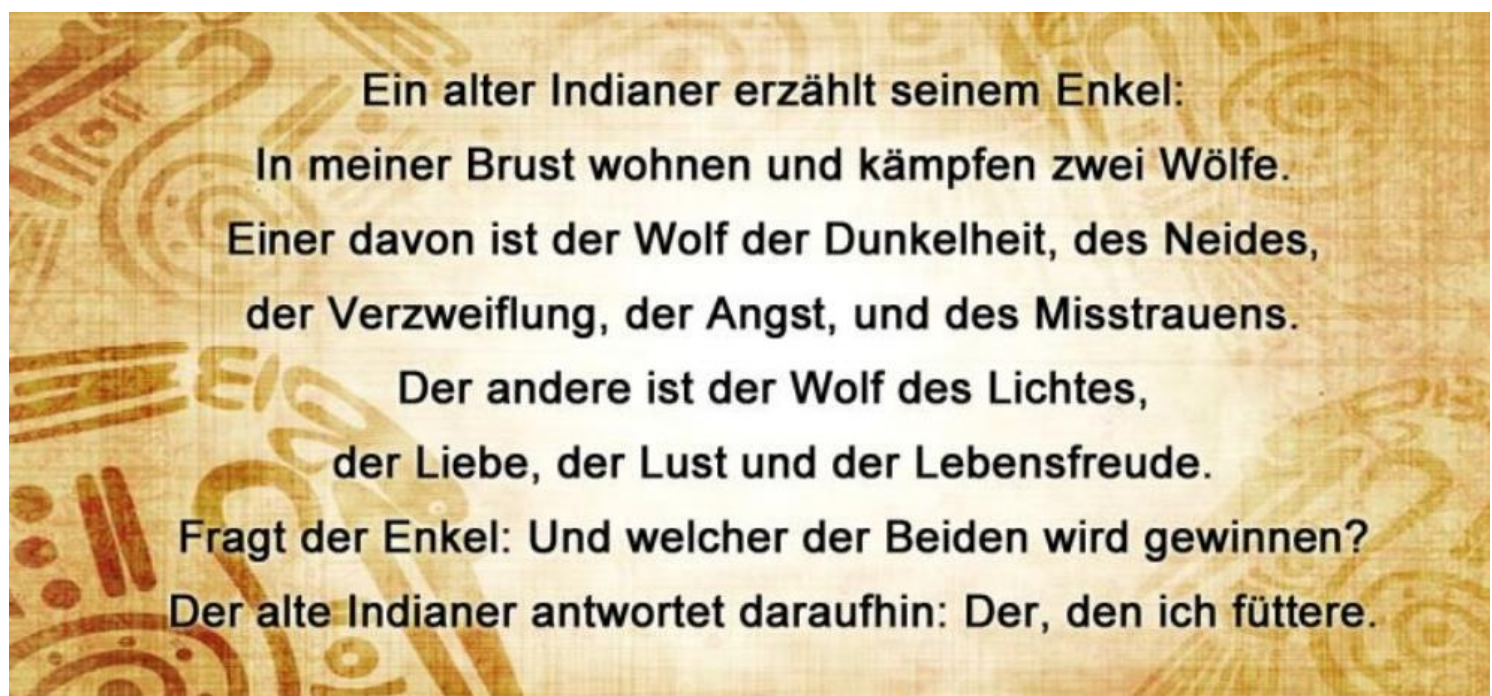 Ein alter Indianer erzählt seinem Enkel:
In meiner Brust wohnen und kämpfen zwei Wölfe.
Einer davon ist der Wolf der Dunkelheit, des Neides,
der Verzweiflung, der Angst, und des Misstrauens.
Der andere ist der Wolf des Lichtes,
der Liebe, der Lust und der Lebensfreude.
Fragt der Enkel: Und welcher der Beiden wird gewinnen?
Der alte Indianer antwortet daraufhin: Der, den ich füttere.